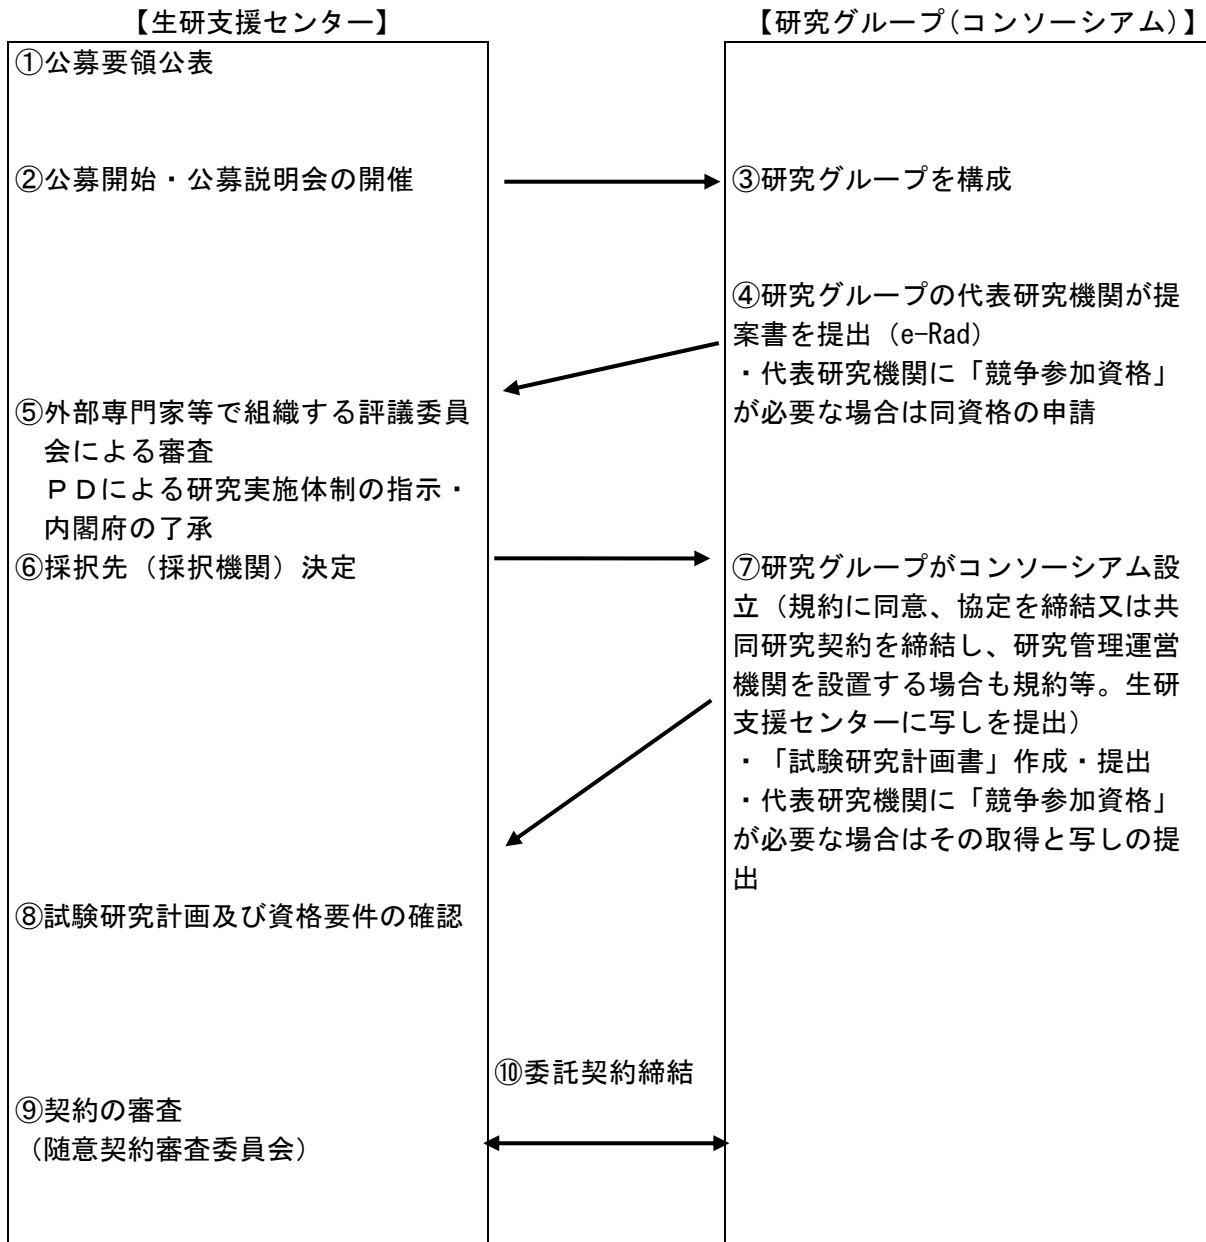 【生研支援センター】
【研究グループ(コンソーシアム)】
①公募要領公表
②公募開始・公募説明会の開催
③研究グループを構成
④研究グループの代表研究機関が提
案書を提出（e-Rad）
・代表研究機関に「競争参加資格」
が必要な場合は同資格の申請
⑤外部専門家等で組織する評議委員
会による審査
ＰＤによる研究実施体制の指示・
内閣府の了承
⑥採択先（採択機関）決定
⑦研究グループがコンソーシアム設
立（規約に同意、協定を締結又は共
同研究契約を締結し、研究管理運営
機関を設置する場合も規約等。生研
支援センターに写しを提出）
・「試験研究計画書」作成・提出
・代表研究機関に「競争参加資格」
が必要な場合はその取得と写しの提
出
⑧試験研究計画及び資格要件の確認
⑩委託契約締結
⑨契約の審査
（随意契約審査委員会）